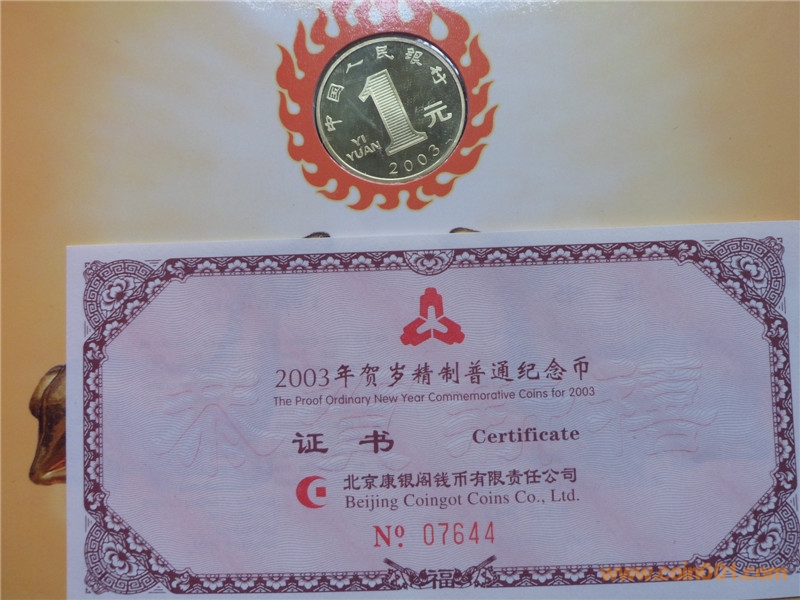 中国人民银行
1元
YI
YUAN
2003
2003年贺岁精制普通纪念币
The Proof Ordinary New Year Commemorative Coins for 2003
证书 Certificate
北京康银阁钱币有限责任公司
Beijing Coingot Coins Co., Ltd.
Nº 07644
福